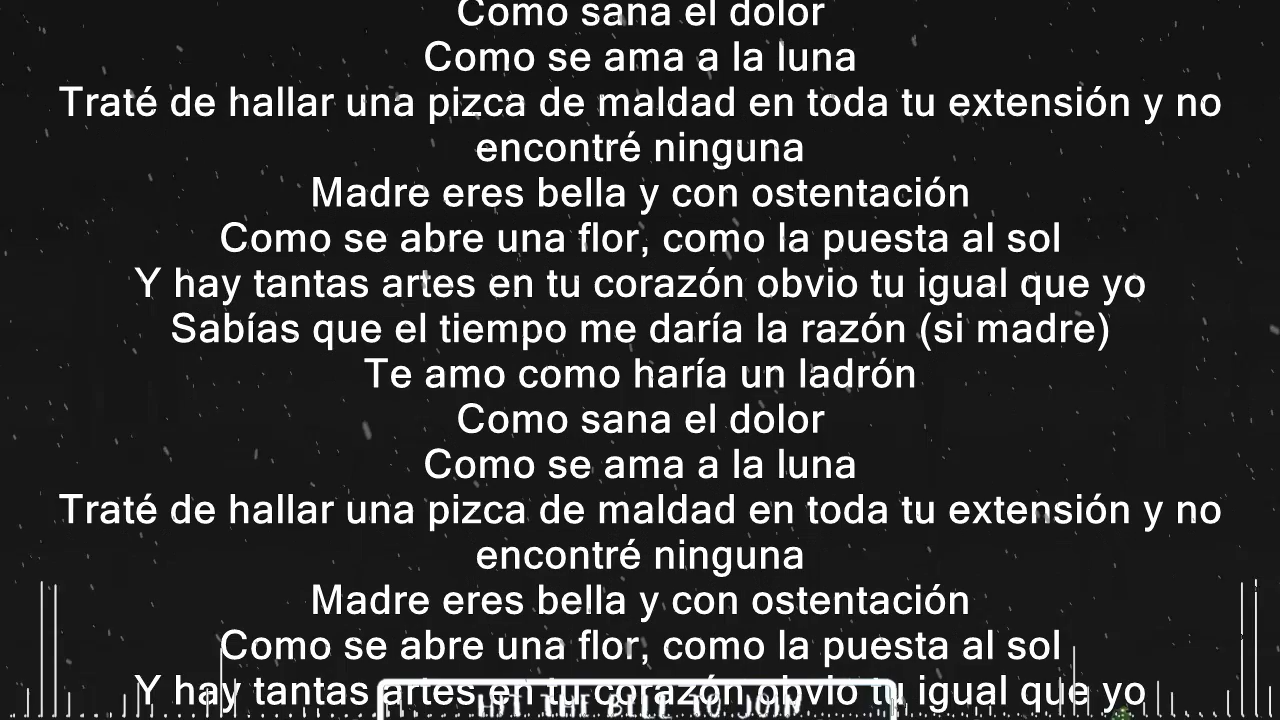 Como sana el dolor
Como se ama a la luna
Traté de hallar una pizca de maldad en toda tu extensión y no
encontré ninguna
Madre eres bella y con ostentación
Como se abre una flor, como la puesta al sol
Y hay tantas artes en tu corazón obvio tu igual que yo
Sabías que el tiempo me daría la razón (si madre)
Te amo como haría un ladrón
Como sana el dolor
Como se ama a la luna
Traté de hallar una pizca de maldad en toda tu extensión y no
encontré ninguna
Madre eres bella y con ostentación
Como se abre una flor, como la puesta al sol
Y hay tantas artes en tu corazón obvio tu igual que yo
HIT THE BELL TO JOIN